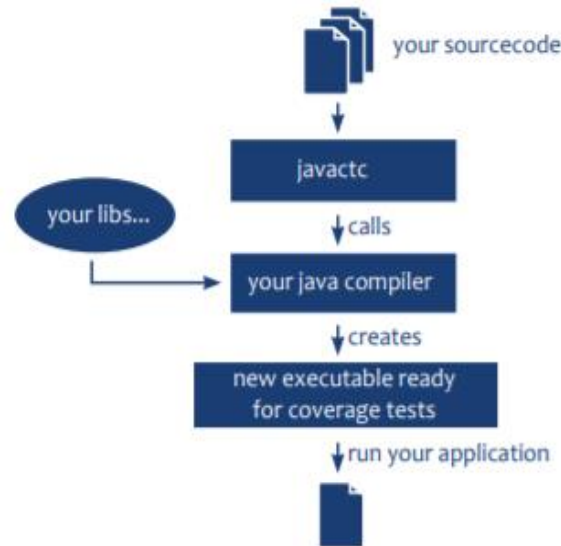 your sourcecode
javactc
your libs...
calls
your java compiler
creates
new executable ready
for coverage tests
run your application